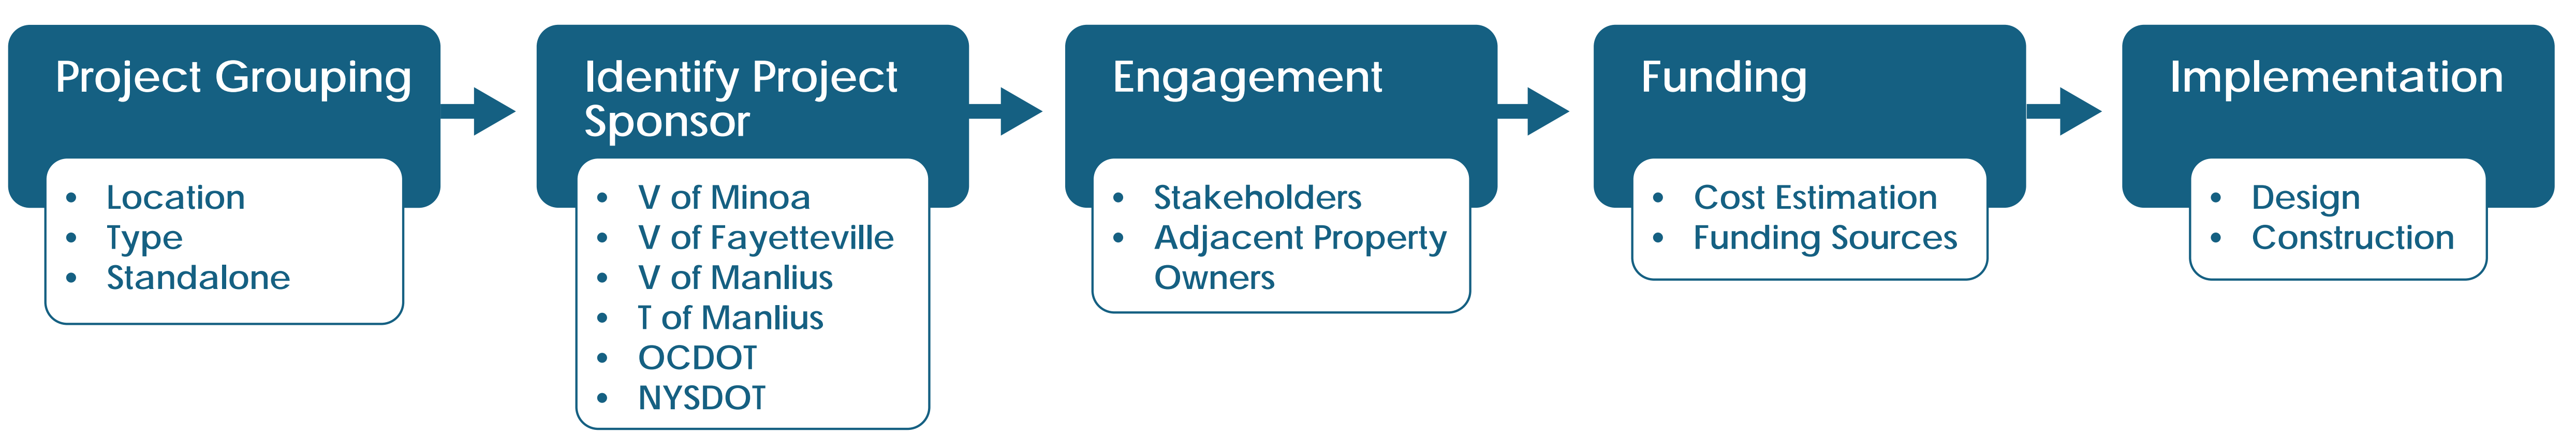 Project Grouping
• Location
• Type
• Standalone
Identify Project
Sponsor
• V of Minoa
• V of Fayetteville
• V of Manlius
• T of Manlius
• OCDOT
• NYSDOT
Engagement
• Stakeholders
• Adjacent Property
Owners
Funding
• Cost Estimation
• Funding Sources
Implementation
• Design
• Construction